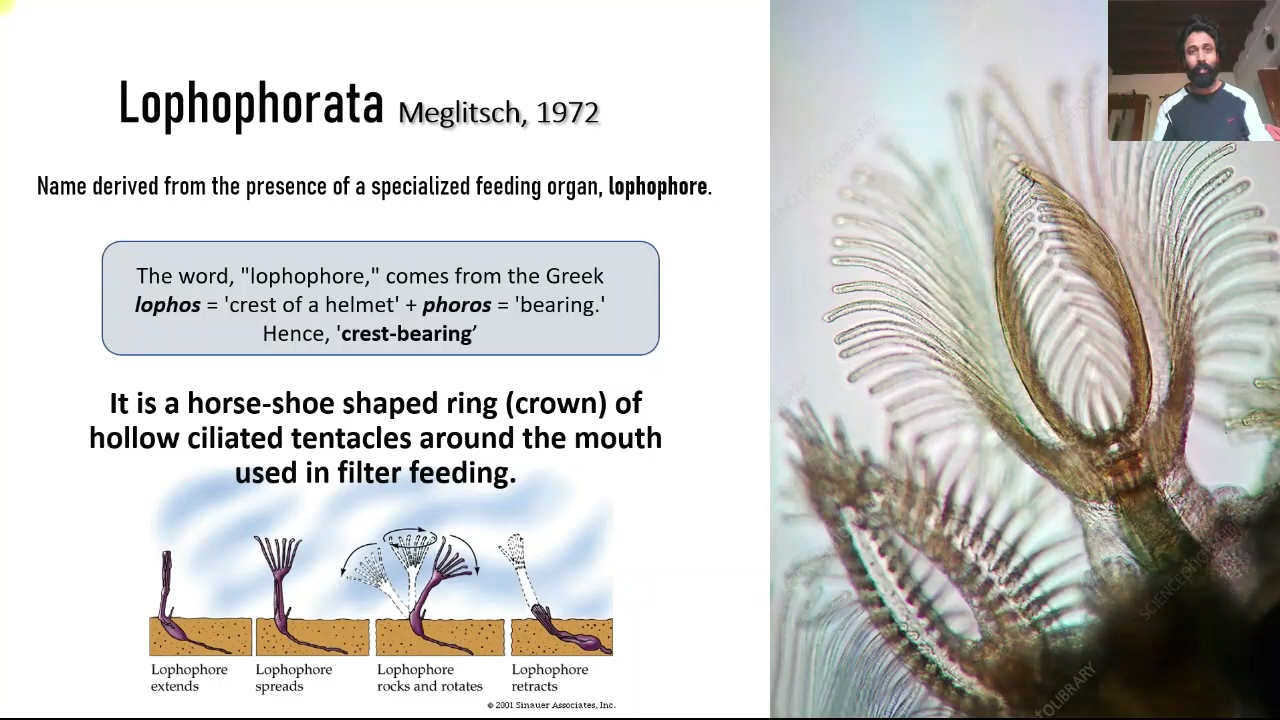 Lophophorata Meglitsch, 1972
Name derived from the presence of a specialized feeding organ, lophophore.
The word, "lophophore," comes from the Greek
lophos = 'crest of a helmet' + phoros = 'bearing.'
Hence, 'crest-bearing’
It is a horse-shoe shaped ring (crown) of
hollow ciliated tentacles around the mouth
used in filter feeding.
Lophophore
extends
Lophophore
spreads
Lophophore
rocks and rotates
Lophophore
retracts
© 2001 Sinauer Associates, Inc.